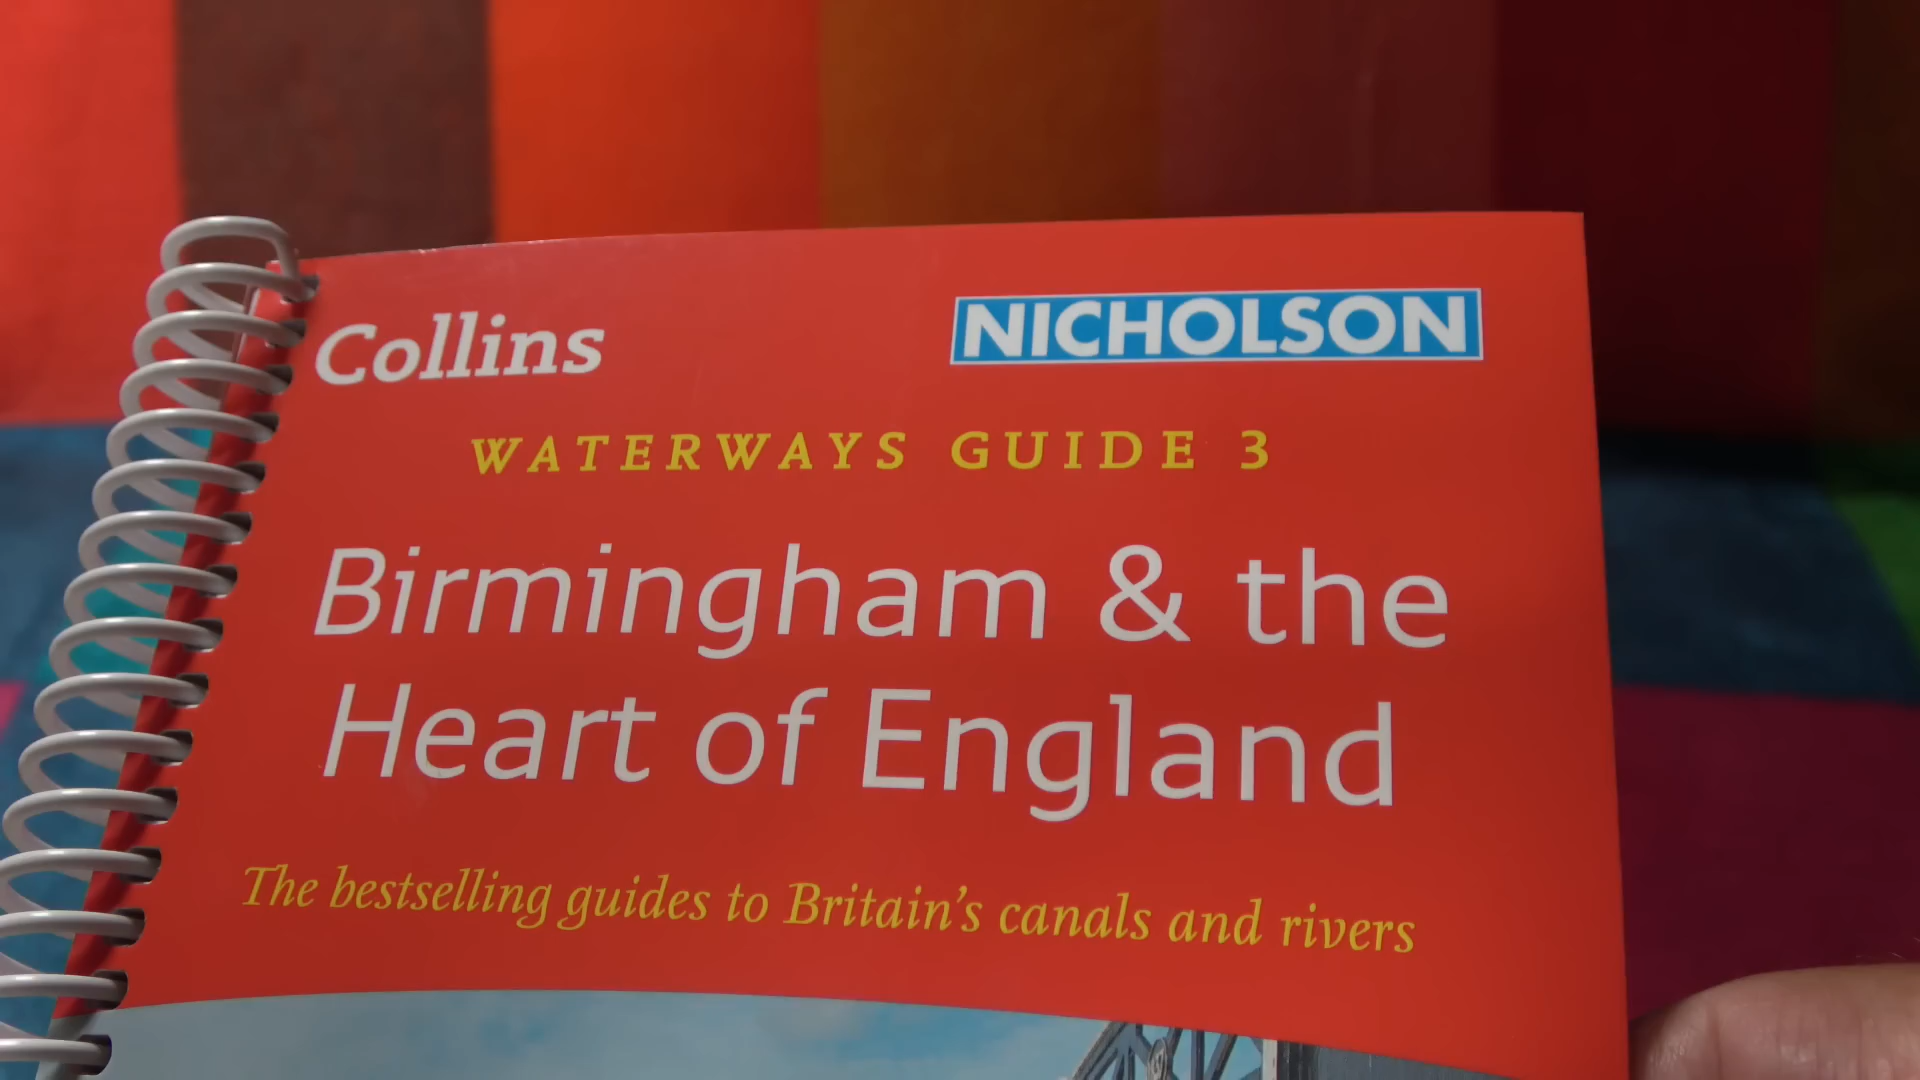 Collins NICHOLSON
WATERWAYS GUIDE 3
Birmingham & the
Heart of England
The bestselling guides to Britain's canals and rivers